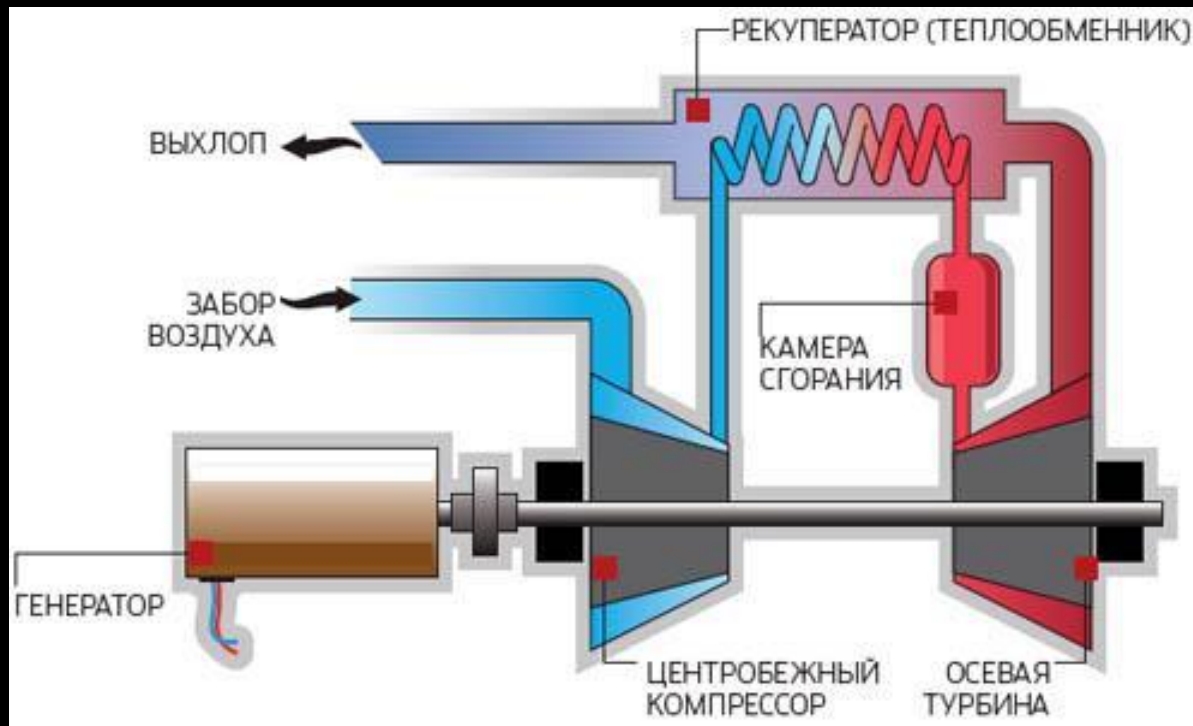 РЕКУПЕРАТОР (ТЕПЛООБМЕННИК)
ВЫХЛОП
ЗАБОР
ВОЗДУХА
КАМЕРА
СГОРАНИЯ
ГЕНЕРАТОР
ЦЕНТРОБЕЖНЫЙ
КОМПРЕССОР
ОСЕВАЯ
ТУРБИНА